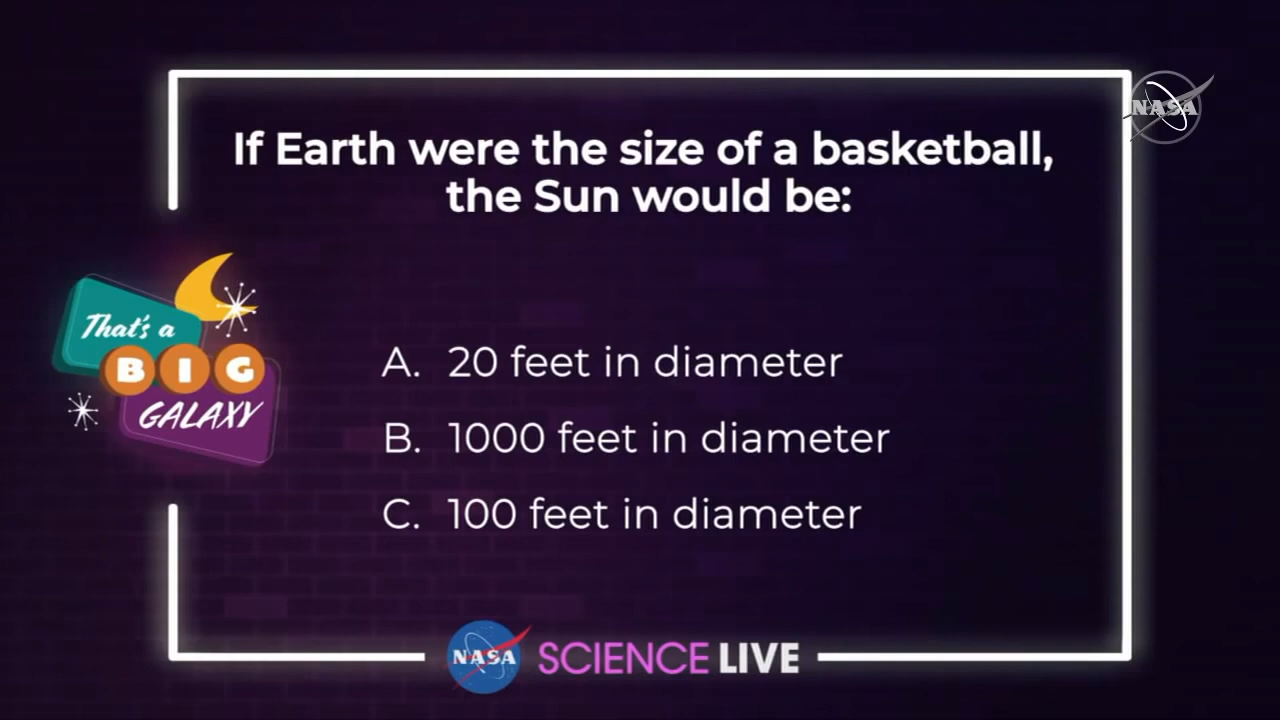 If Earth were the size of a basketball,
the Sun would be:
NASA
That's a
BIG
GALAXY
A. 20 feet in diameter
B. 1000 feet in diameter
C. 100 feet in diameter
NASA SCIENCE LIVE